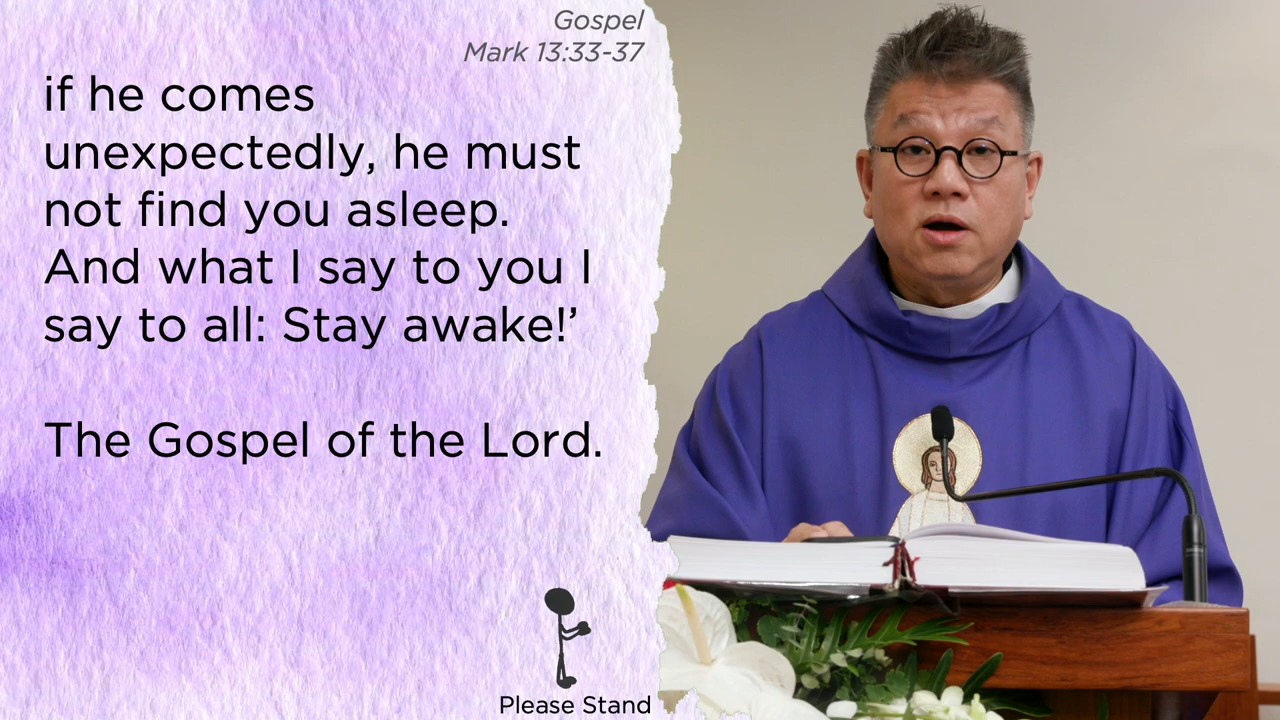 Gospel
Mark 13:33-37
if he comes
unexpectedly, he must
not find you asleep.
And what I say to you I
say to all: Stay awake!’
The Gospel of the Lord.
Please Stand